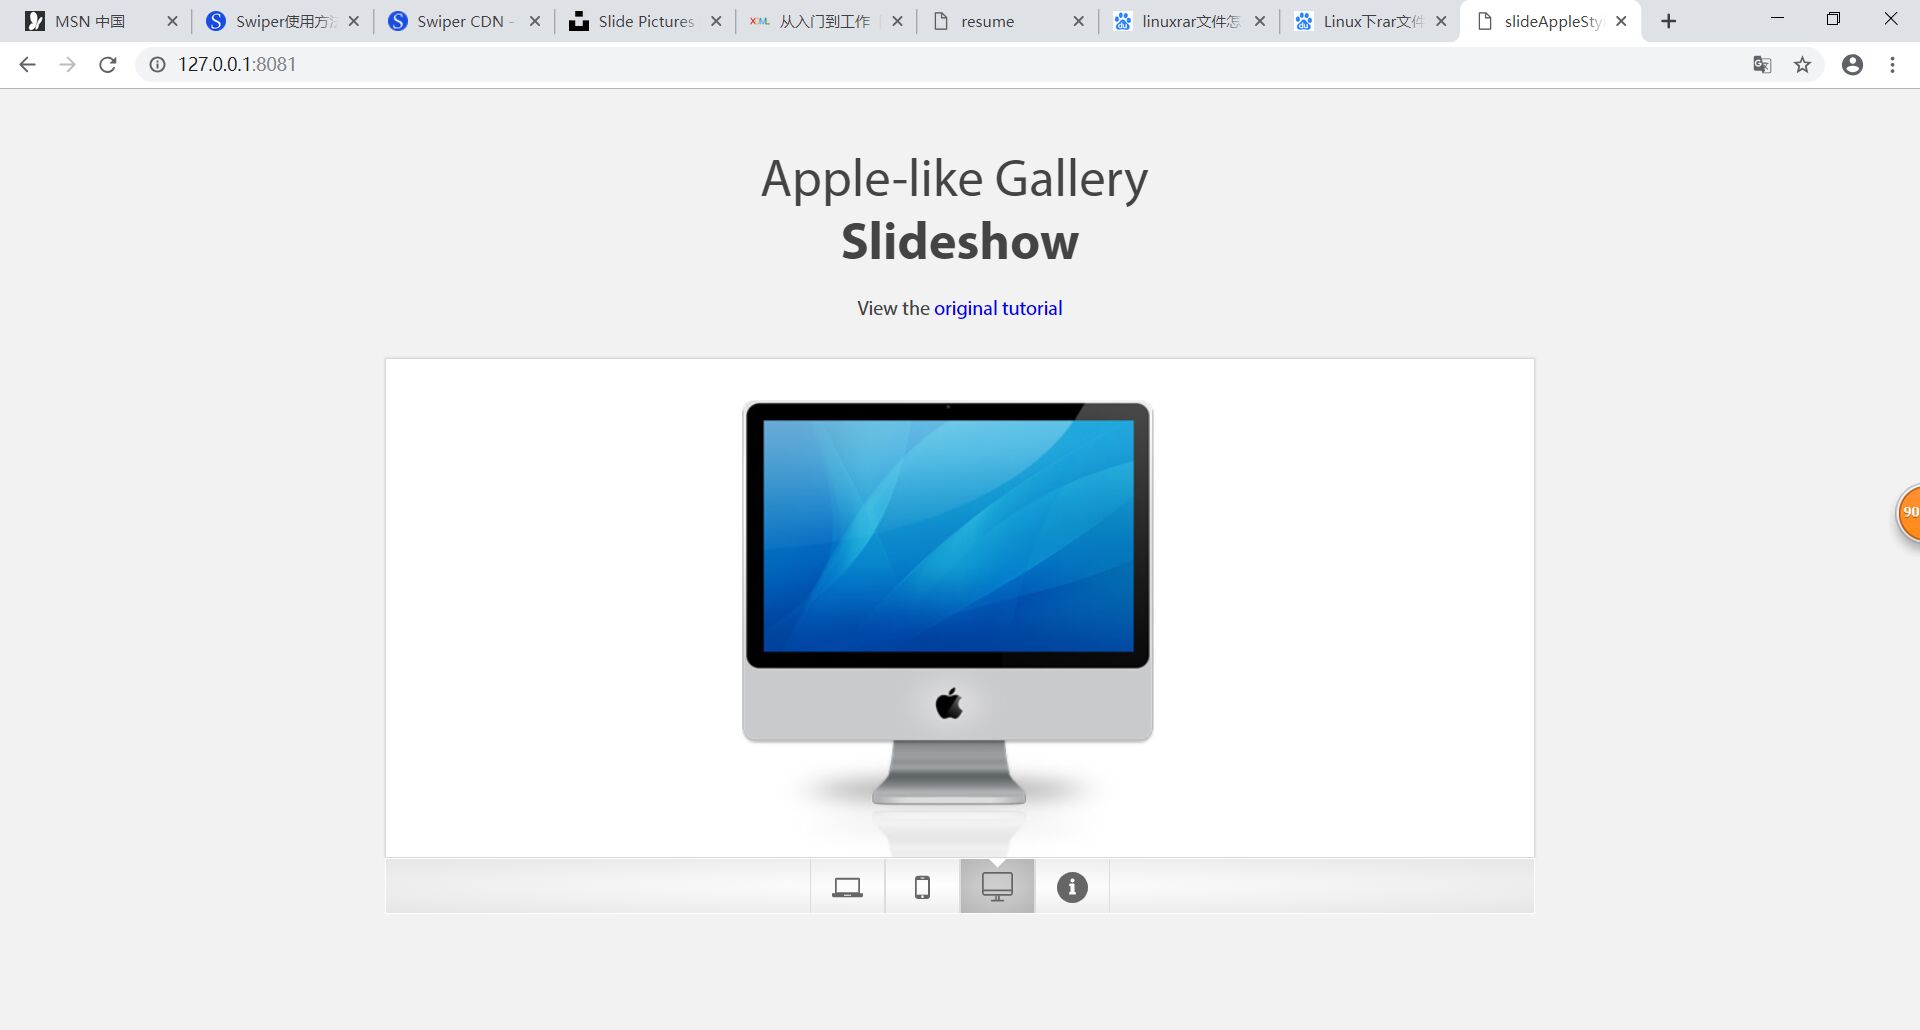 MSN 中国
Swiper使用方法
Swiper CDN -
Slide Pictures
XML 从入门到工作
resume
linuxrar文件怎
Linux下rar文件
slideAppleSty
127.0.0.1:8081
Apple-like Gallery
Slideshow
View the original tutorial
90